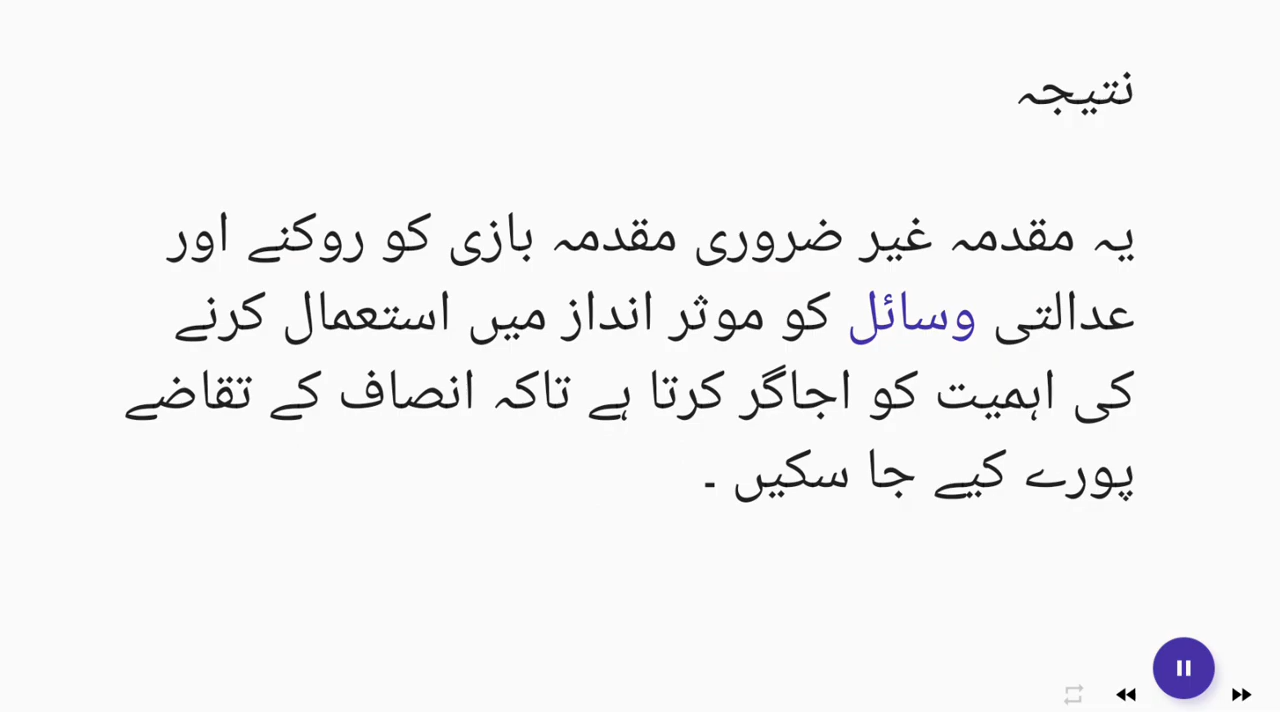 نتیجہ
یہ مقدمہ غیر ضروری مقدمہ بازی کو روکنے اور
عدالتی وسائل کو موثر انداز میں استعمال کرنے
کی اہمیت کو اجاگر کرتا ہے تاکہ انصاف کے تقاضے
پورے کیے جا سکیں ۔